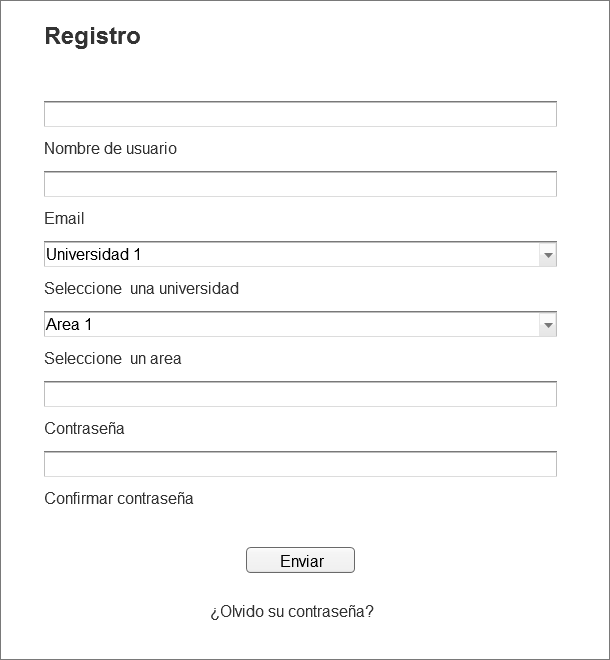 Registro
Nombre de usuario
Email
Universidad 1
Seleccione  una universidad
Area 1
Seleccione  un area
Contraseña
Confirmar contraseña
Enviar
¿Olvido su contraseña?